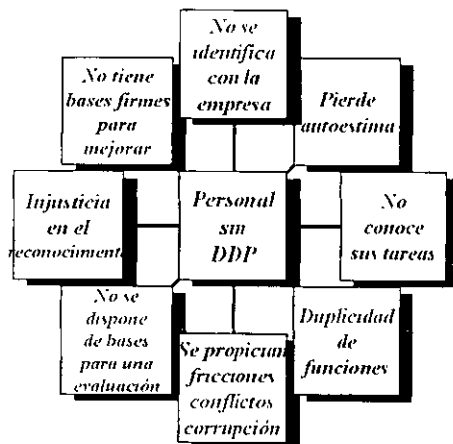 No se
identifica
con la
empresa
No tiene
bases firmes
para
mejorar
Pierde
autoestima
Injusticia
en el
reconocimento
Personal
sin
DDP
No
conoce
sus tareas
No se
dispone
de bases
para una
evaluación
Se propician
fricciones
conflictos
corrupción
Duplicidad
de
funciones